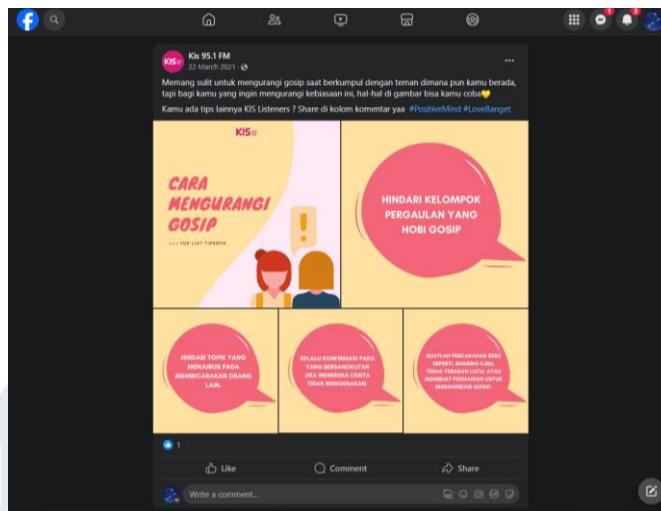 Kis 95.1 FM
22 March 2021
Memang sulit untuk mengurangi gosip saat berkumpul dengan teman dimana pun kamu berada,
tapi bagi kamu yang ingin mengurangi kebiasaan ini, hal-hal di gambar bisa kamu coba
Kamu ada tips lainnya KIS Listeners ? Share di kolom komentar yaa #PositiveMind #LoveBanget
KIS
CARA
MENGURANGI
GOSIP
>>> YUK LIAT TIPSNYA
HINDARI KELOMPOK
PERGAULAN YANG
HOBI GOSIP
HINDARI TOPIK YANG
MENJURUS PADA
MEMBICARAKAN ORANG
LAIN.
SELALU KONFIRMASI PADA
YANG BERSANGKUTAN
JIKA MENERIMA CERITA
TIDAK MENGENAKAN.
BUATLAH PERCAKAPAN BARU
SEPERTI, SHARING ILMU,
TEBAK TEBAKAN LUCU, ATAU
MEMBUAT PERMAINAN UNTUK
MENGHINDARI GOSIP.
1
Like
Comment
Share
Write a comment...